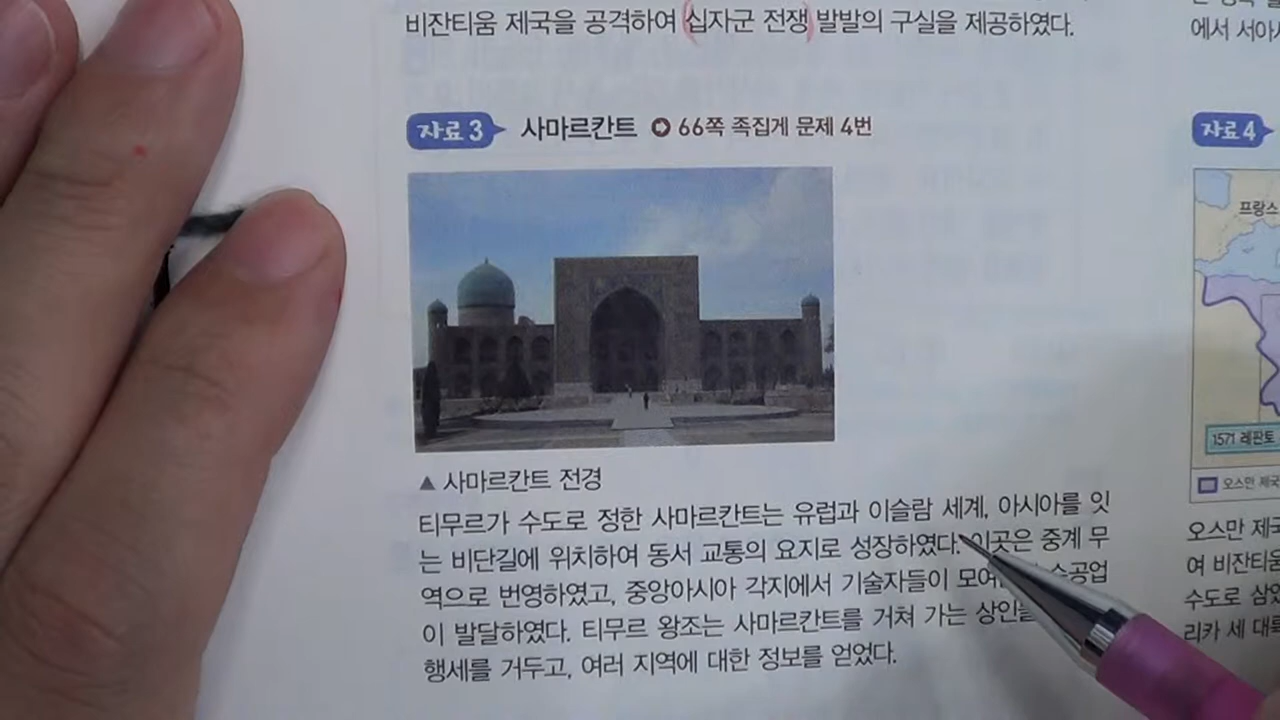 비잔티움 제국을 공격하여 십자군 전쟁 발발의 구실을 제공하였다.
자료 3 사마르칸트 66쪽 족집게 문제 4번
▲ 사마르칸트 전경
티무르가 수도로 정한 사마르칸트는 유럽과 이슬람 세계, 아시아를 잇
는 비단길에 위치하여 동서 교통의 요지로 성장하였다. 이곳은 중계 무
역으로 번영하였고, 중앙아시아 각지에서 기술자들이 수공업
이 발달하였다. 티무르 왕조는 사마르칸트를 거쳐 가는
행세를 거두고, 여러 지역에 대한 정보를 얻었다.
에서
자료 4
프랑스
1571 레판토
오스만 제국
오스만 제국
여 비잔티움
수도로
리카 세